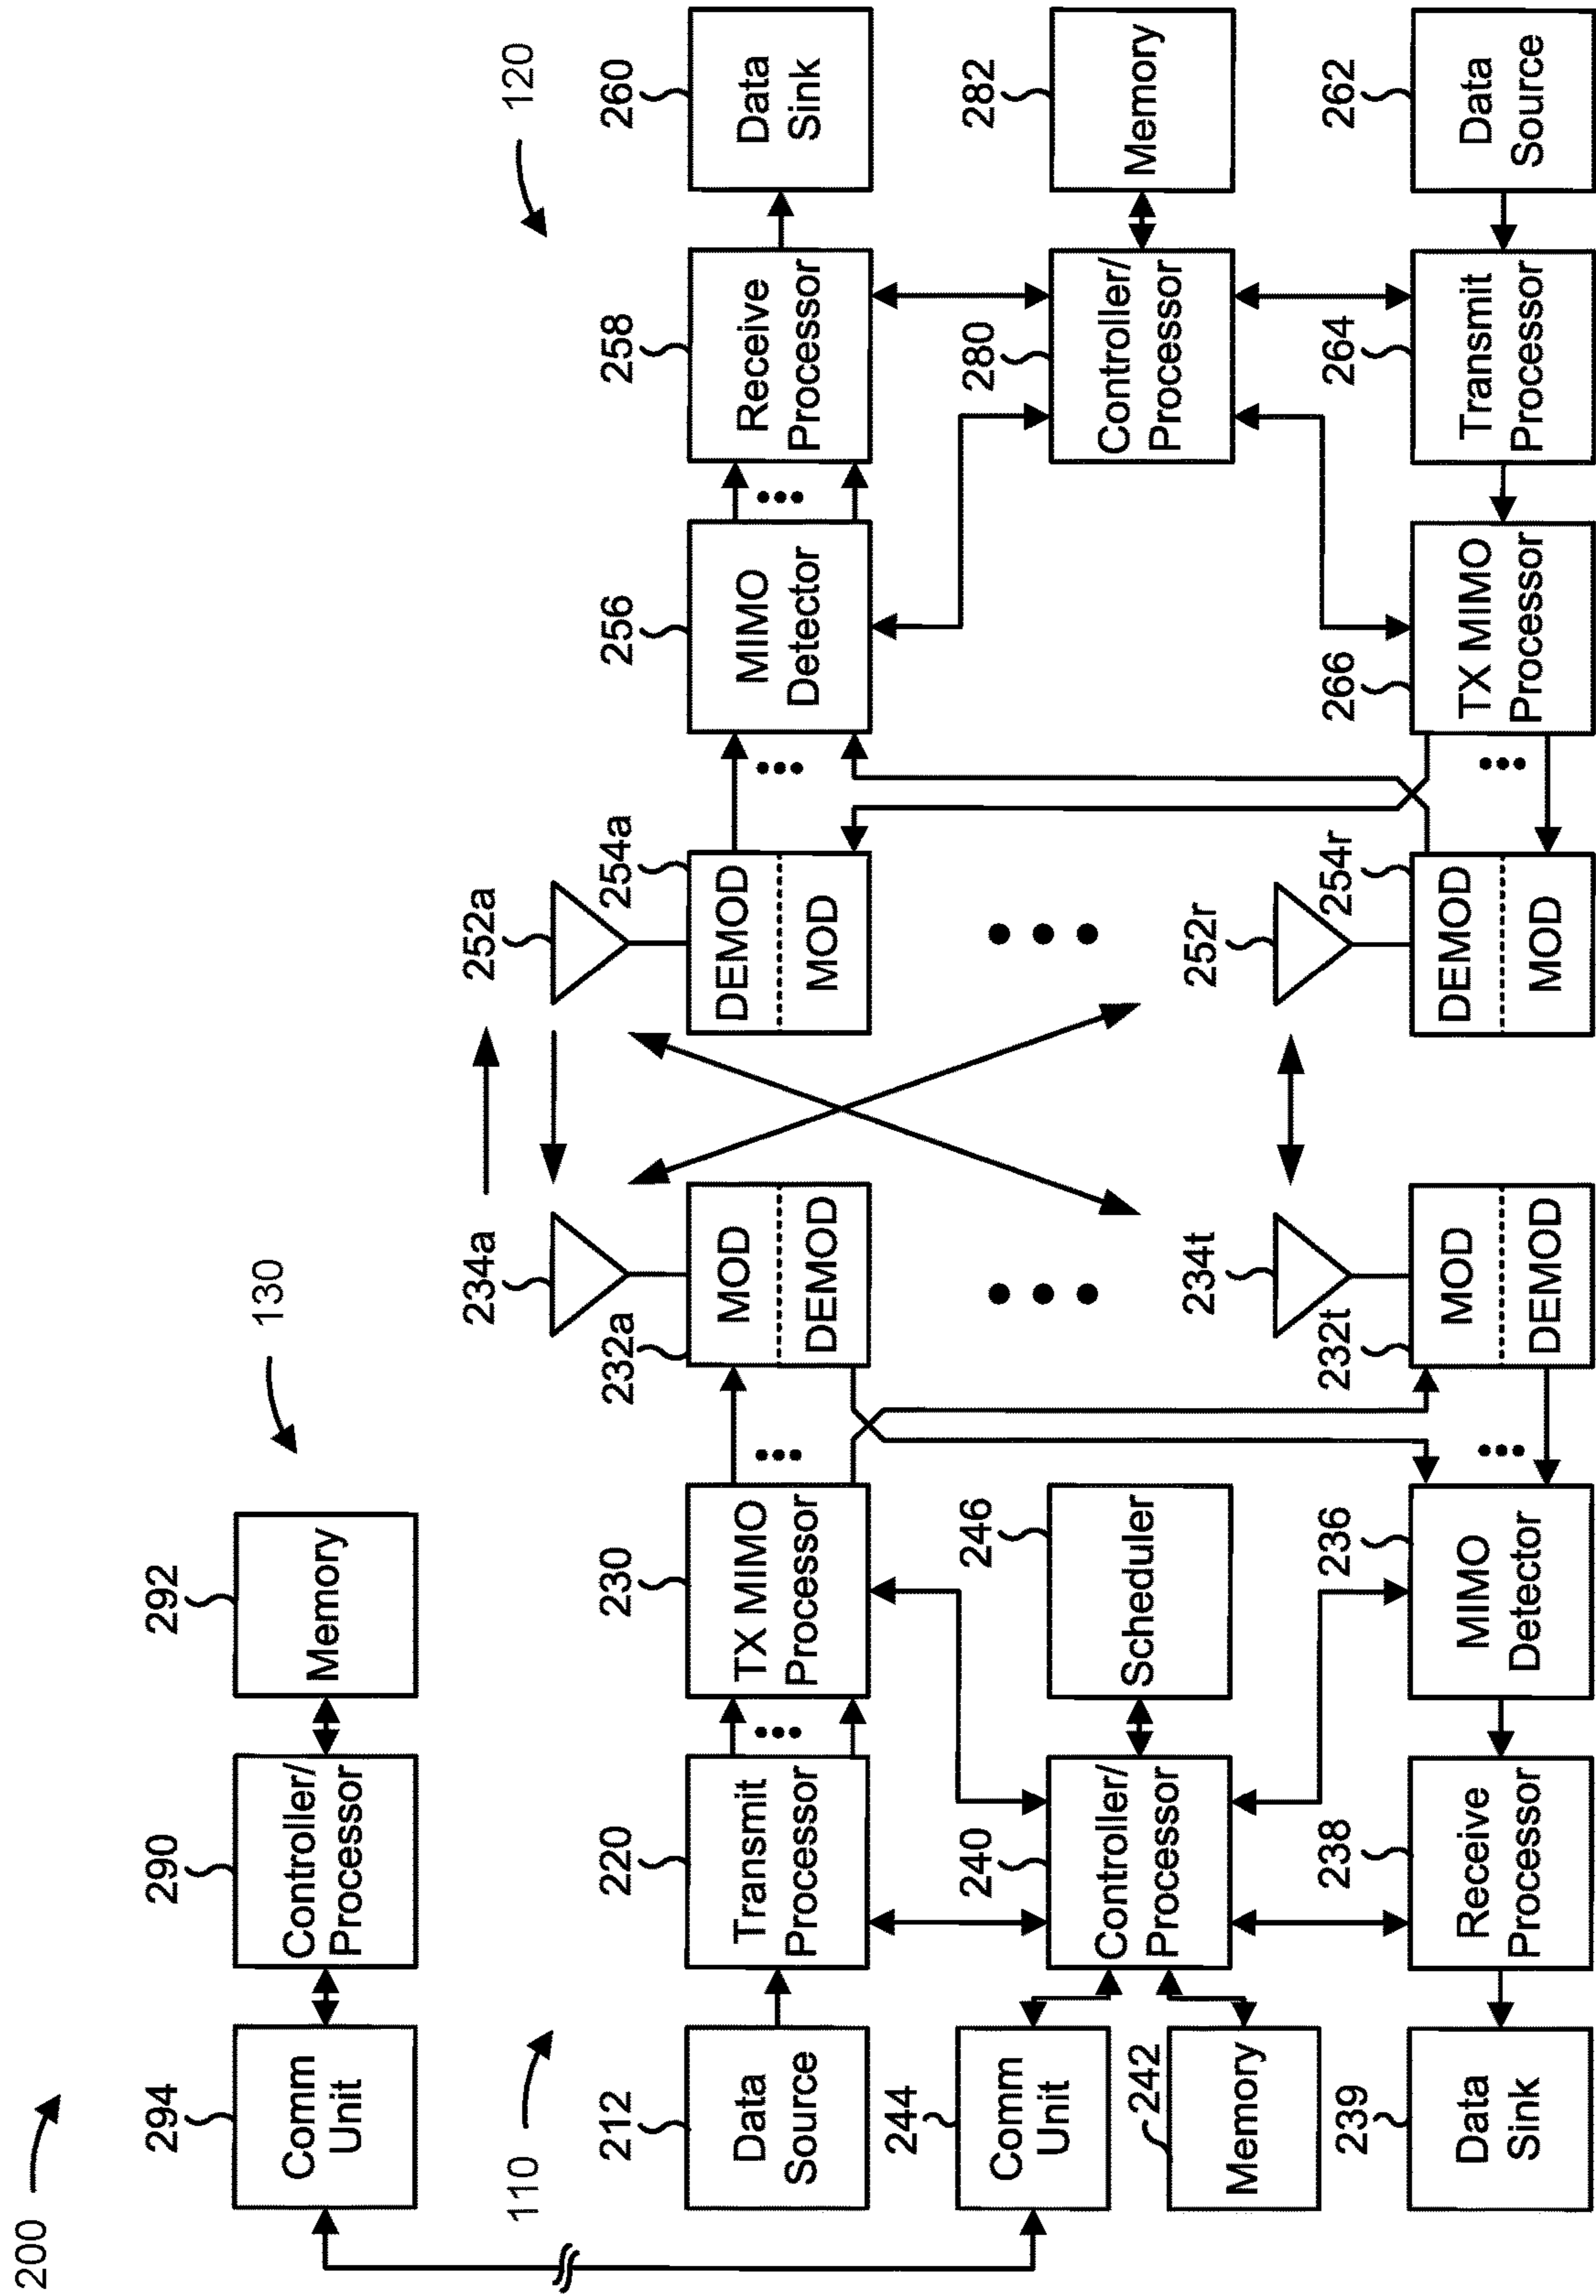 200
130
294
290
292
Comm
Unit
Controller/
Processor
Memory
110
120
234a
252a
212
220
230
232a
254a
256
258
260
Data
Source
Transmit
Processor
TX MIMO
Processor
MOD
DEMOD
DEMOD
MOD
MIMO
Detector
Receive
Processor
Data
Sink
244
240
246
280
282
Comm
Unit
Controller/
Processor
Scheduler
Controller/
Processor
Memory
242
Memory
234t
252r
239
238
236
232t
254r
266
264
262
Data
Sink
Receive
Processor
MIMO
Detector
MOD
DEMOD
DEMOD
MOD
TX MIMO
Processor
Transmit
Processor
Data
Source